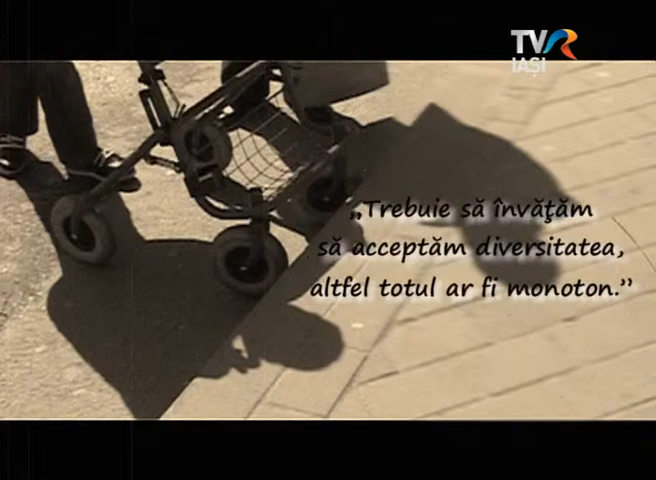 TVR
IAȘI
„Trebuie să învăţăm
să acceptăm diversitatea,
altfel totul ar fi monoton.”